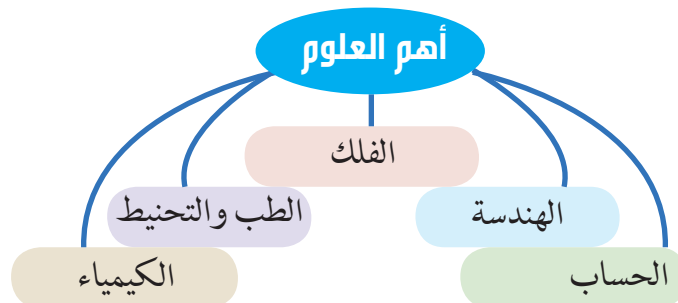 أهم العلوم
الفلك
الهندسة
الطب والتحنيط
الحساب
الكيمياء